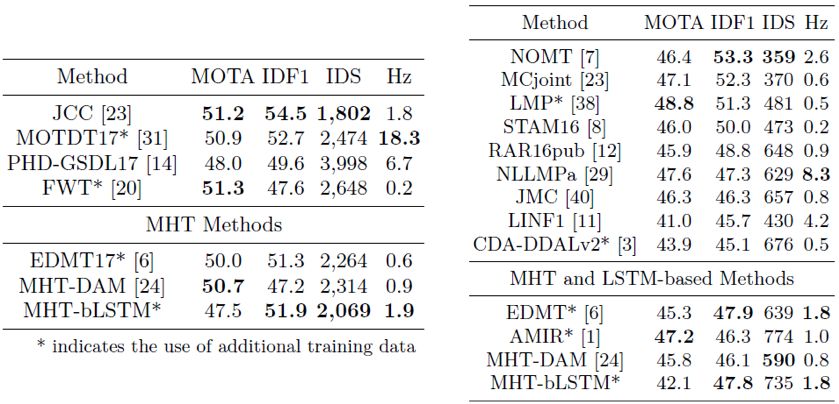 Method MOTA IDF1 IDS Hz
JCC [23] 51.2 54.5 1,802 1.8
MOTDT17* [31] 50.9 52.7 2,474 18.3
PHD-GSDL17 [14] 48.0 49.6 3,998 6.7
FWT* [20] 51.3 47.6 2,648 0.2
MHT Methods
EDMT17* [6] 50.0 51.3 2,264 0.6
MHT-DAM [24] 50.7 47.2 2,314 0.9
MHT-bLSTM* 47.5 51.9 2,069 1.9
* indicates the use of additional training data
Method MOTA IDF1 IDS Hz
NOMT [7] 46.4 53.3 359 2.6
MCjoint [23] 47.1 52.3 370 0.6
LMP* [38] 48.8 51.3 481 0.5
STAM16 [8] 46.0 50.0 473 0.2
RAR16pub [12] 45.9 48.8 648 0.9
NLLMPa [29] 47.6 47.3 629 8.3
JMC [40] 46.3 46.3 657 0.8
LINF1 [11] 41.0 45.7 430 4.2
CDA-DDALv2* [3] 43.9 45.1 676 0.5
MHT and LSTM-based Methods
EDMT* [6] 45.3 47.9 639 1.8
AMIR* [1] 47.2 46.3 774 1.0
MHT-DAM [24] 45.8 46.1 590 0.8
MHT-bLSTM* 42.1 47.8 735 1.8